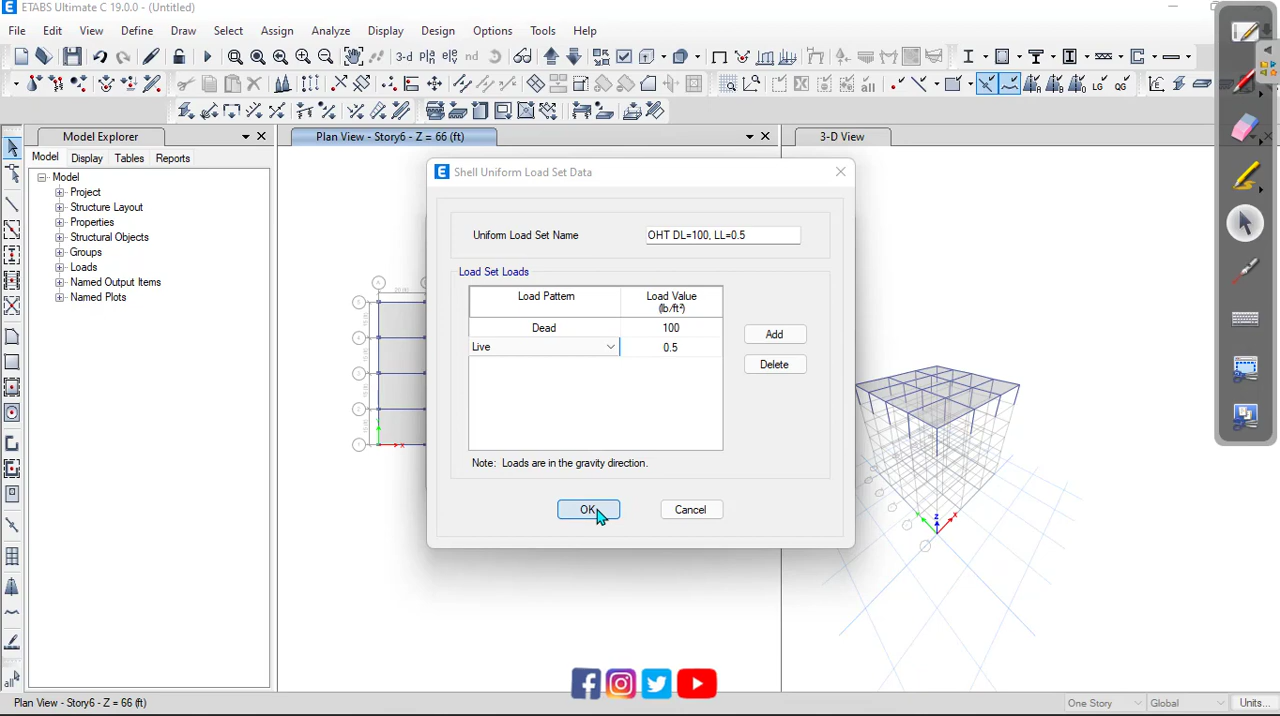 ETABS Ultimate C 19.0.0 - (Untitled)
File Edit View Define Draw Select Assign Analyze Display Design Options Tools Help
Model Explorer
Plan View - Story6 - Z = 66 (ft)
3-D View
Model Display Tables Reports
Model
Project
Structure Layout
Properties
Structural Objects
Groups
Loads
Named Output Items
Named Plots
Shell Uniform Load Set Data
Uniform Load Set Name OHT DL=100, LL=0.5
Load Set Loads
Load Pattern Load Value (lb/ft²)
Dead 100
Live 0.5
Add
Delete
Note: Loads are in the gravity direction.
OK Cancel
Plan View - Story6 - Z = 66 (ft)
One Story Global Units...